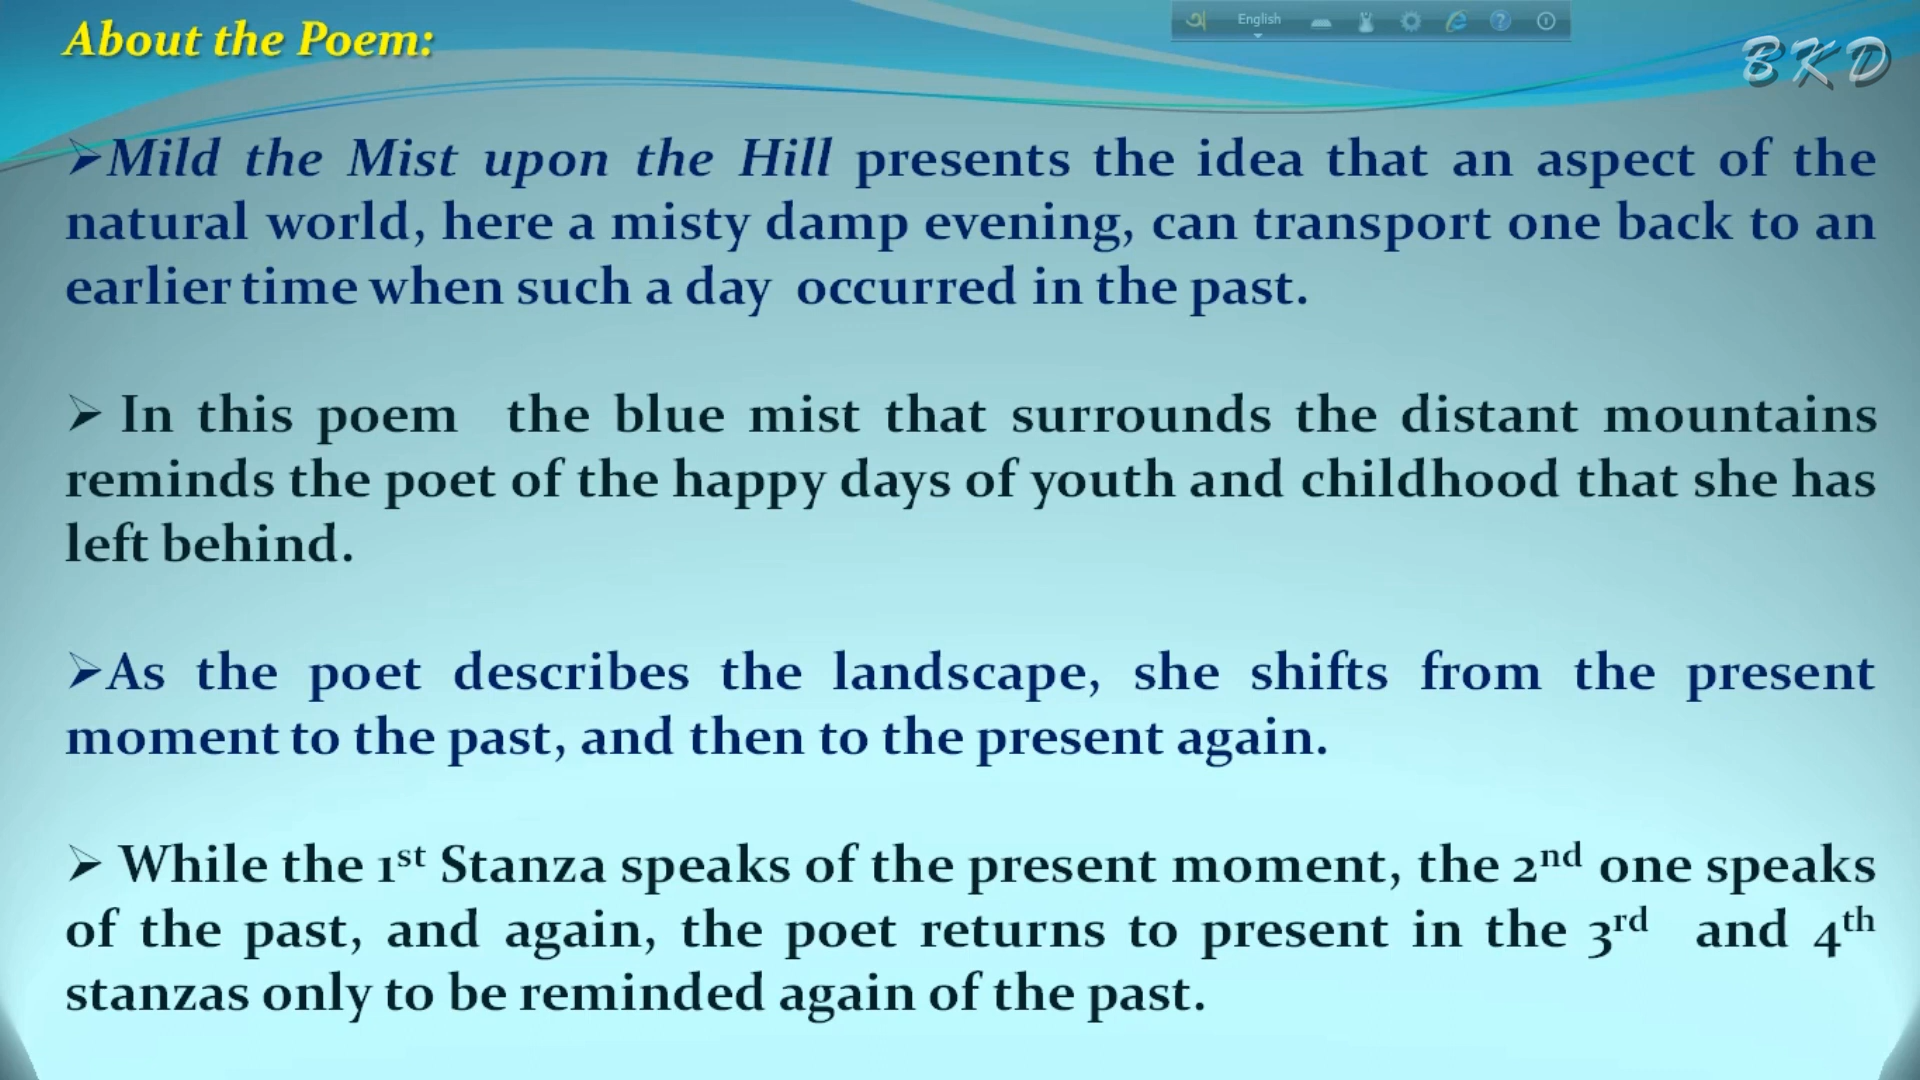 About the Poem:
English
BKD
➢Mild the Mist upon the Hill presents the idea that an aspect of the
natural world, here a misty damp evening, can transport one back to an
earlier time when such a day occurred in the past.
➢ In this poem the blue mist that surrounds the distant mountains
reminds the poet of the happy days of youth and childhood that she has
left behind.
➢As the poet describes the landscape, she shifts from the present
moment to the past, and then to the present again.
➢ While the 1st Stanza speaks of the present moment, the 2nd one speaks
of the past, and again, the poet returns to present in the 3rd and 4th
stanzas only to be reminded again of the past.